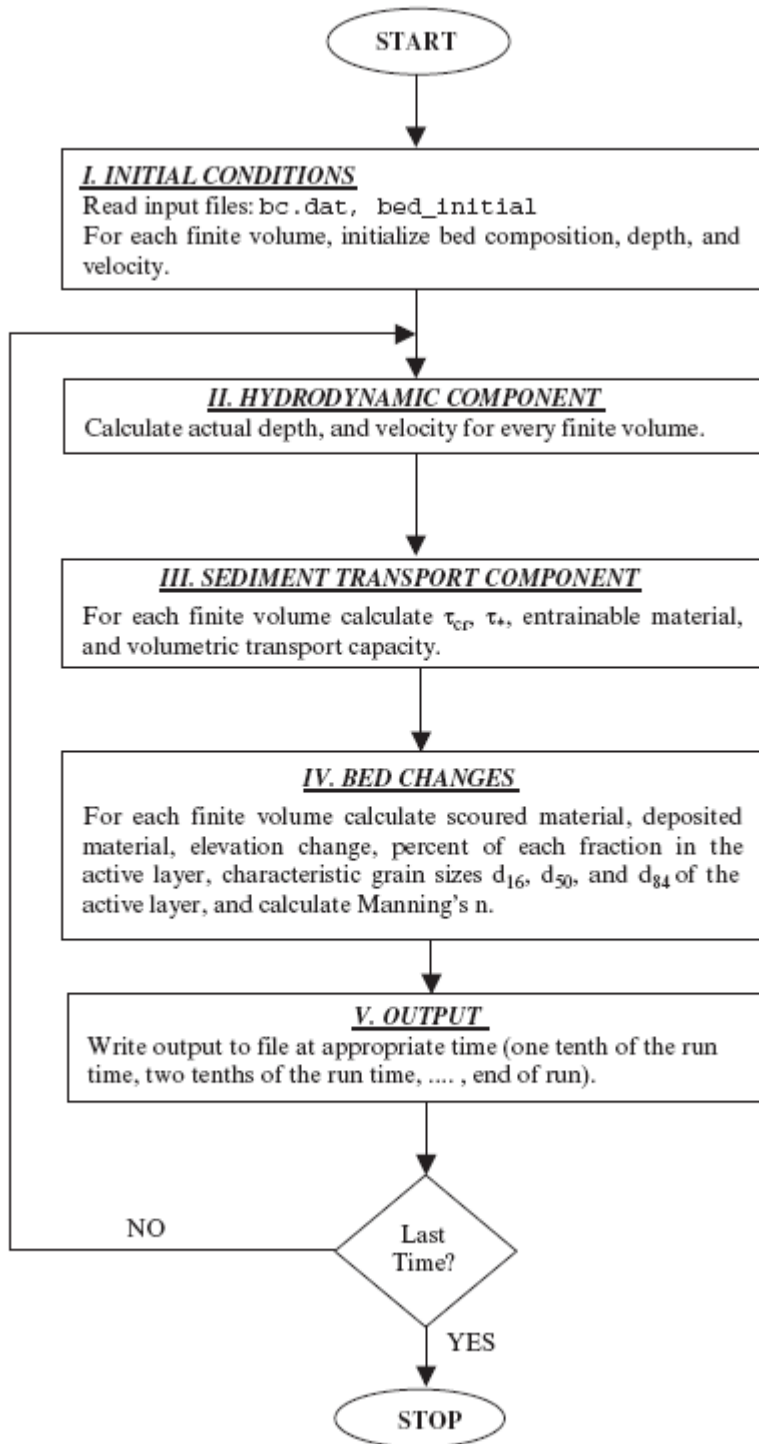 START
I. INITIAL CONDITIONS
Read input files: bc.dat, bed_initial
For each finite volume, initialize bed composition, depth, and
velocity.
II. HYDRODYNAMIC COMPONENT
Calculate actual depth, and velocity for every finite volume.
III. SEDIMENT TRANSPORT COMPONENT
For each finite volume calculate τcr, τ*, entrainable material,
and volumetric transport capacity.
IV. BED CHANGES
For each finite volume calculate scoured material, deposited
material, elevation change, percent of each fraction in the
active layer, characteristic grain sizes d16, d50, and d84 of the
active layer, and calculate Manning's n.
V. OUTPUT
Write output to file at appropriate time (one tenth of the run
time, two tenths of the run time, .... , end of run).
NO
Last
Time?
YES
STOP